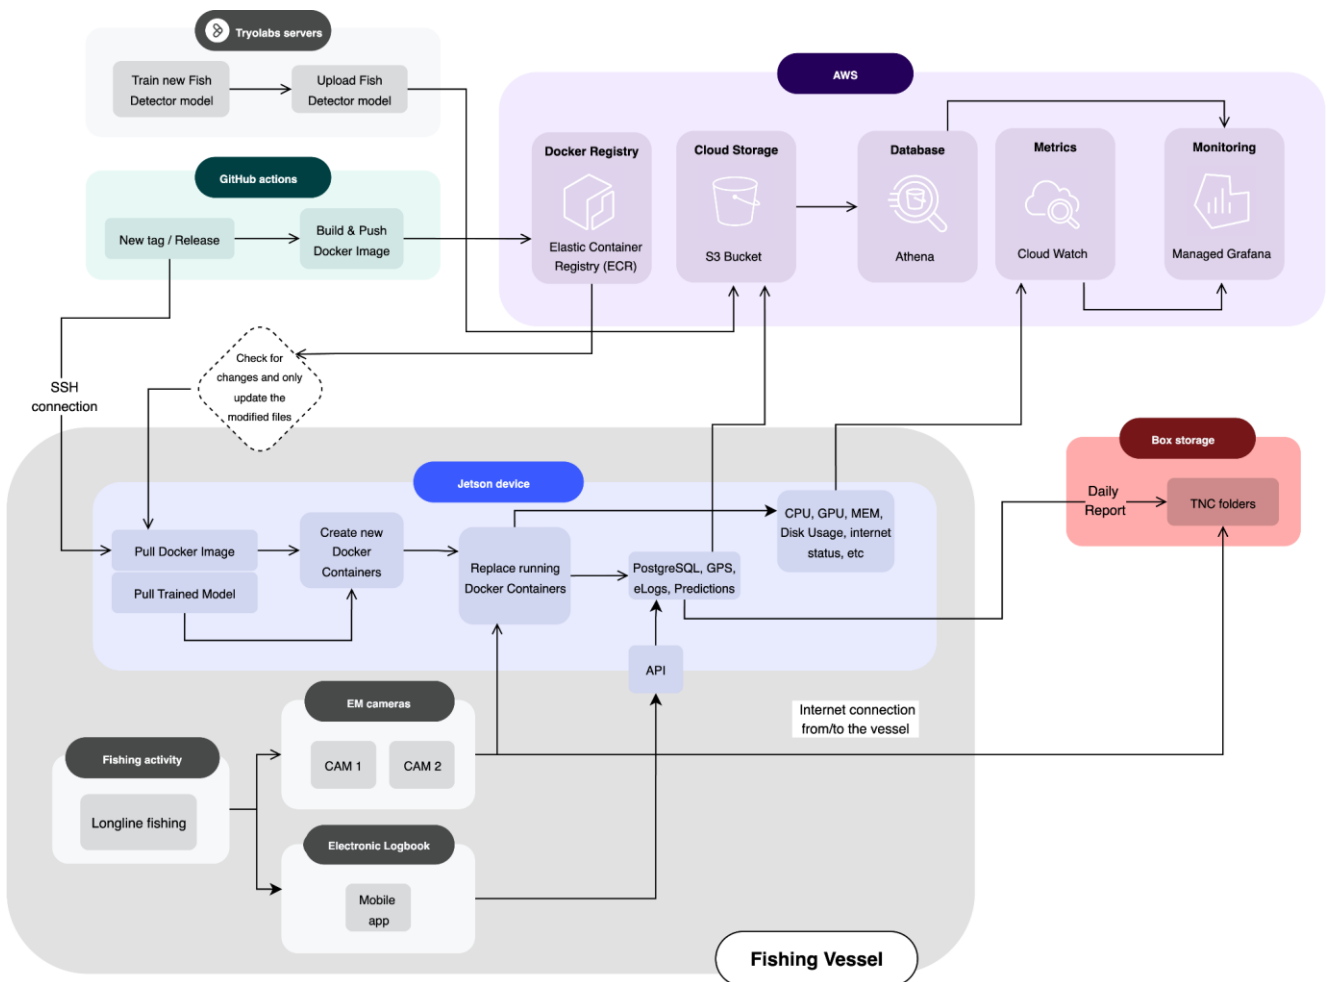 Tryolabs servers
Train new Fish
Detector model
Upload Fish
Detector model
AWS
GitHub actions
New tag / Release
Build & Push
Docker Image
Docker Registry
Elastic Container
Registry (ECR)
Cloud Storage
S3 Bucket
Database
Athena
Metrics
Cloud Watch
Monitoring
Managed Grafana
SSH
connection
Check for
changes and only
update the
modified files
Box storage
Daily
Report
TNC folders
Jetson device
Pull Docker Image
Pull Trained Model
Create new
Docker
Containers
Replace running
Docker Containers
PostgreSQL, GPS,
eLogs, Predictions
CPU, GPU, MEM,
Disk Usage, internet
status, etc
API
Internet connection
from/to the vessel
EM cameras
CAM 1
CAM 2
Fishing activity
Longline fishing
Electronic Logbook
Mobile
app
Fishing Vessel